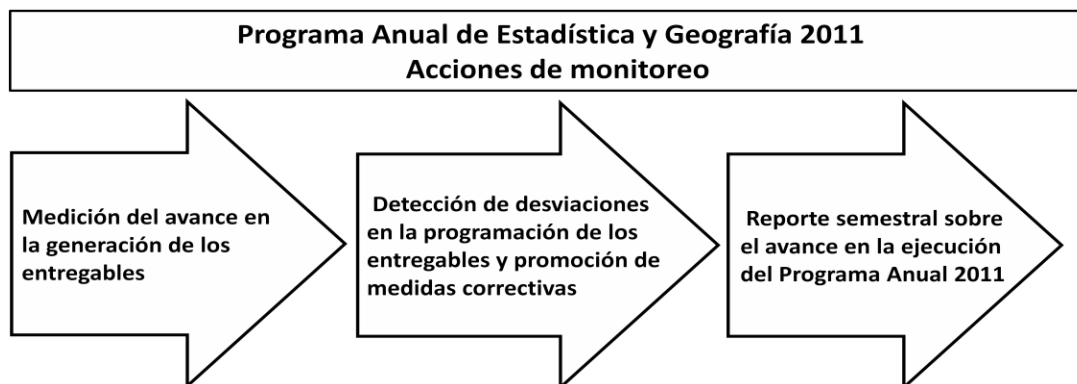 Programa Anual de Estadística y Geografía 2011
Acciones de monitoreo
Medición del avance en
la generación de los
entregables
Detección de desviaciones
en la programación de los
entregables y promoción de
medidas correctivas
Reporte semestral sobre
el avance en la ejecución
del Programa Anual 2011